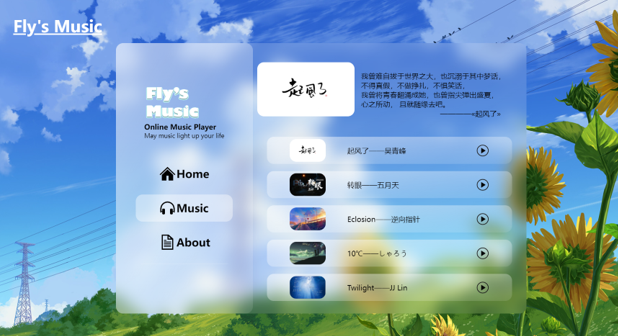 Fly's Music
Fly's
Music
Online Music Player
May music light up your life
Home
Music
About
起风了
我曾难自拔于世界之大，也沉溺于其中梦话，
不得真假，不做挣扎，不惧笑话，
我曾将青春翻涌成她，也曾指尖弹出盛夏，
心之所动， 且就随缘去吧。
————<起风了>
起风了
起风了——吴青峰
转眼——五月天
Eclosion——逆向指针
10℃——しゃろう
Twilight——JJ Lin